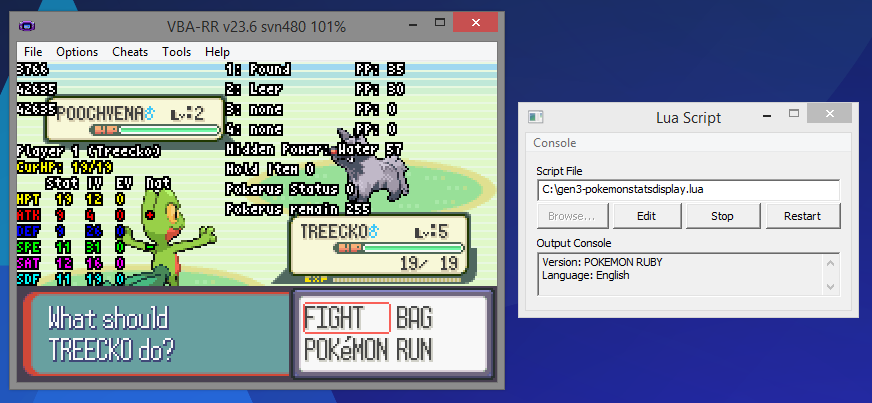 VBA-RR v23.6 svn480 101%
File Options Cheats Tools Help
1: Pound PP: 35
42635 2: Leer PP: 30
42635 3: none PP: 0
4: none PP: 0
POOCHYENA♂ Lv:2
Hidden Power: Water 57
Player 1 (Treecko)
Hold Item 0
CurHP: 19/19
Pokerus Status 0
Stat IV EV Nat
Pokerus remain 255
HPT 19 12 0
ATK 9 4 0 +
DEF 9 26 0
SPE 11 31 0 -
SAT 12 16 0
SDF 11 19 0
TREECKO♂ Lv:5
19/ 19
EXP
What should
TREECKO do?
FIGHT BAG
POKéMON RUN
Lua Script
Console
Script File
C:\gen3-pokemonstatsdisplay.lua
Browse... Edit Stop Restart
Output Console
Version: POKEMON RUBY
Language: English